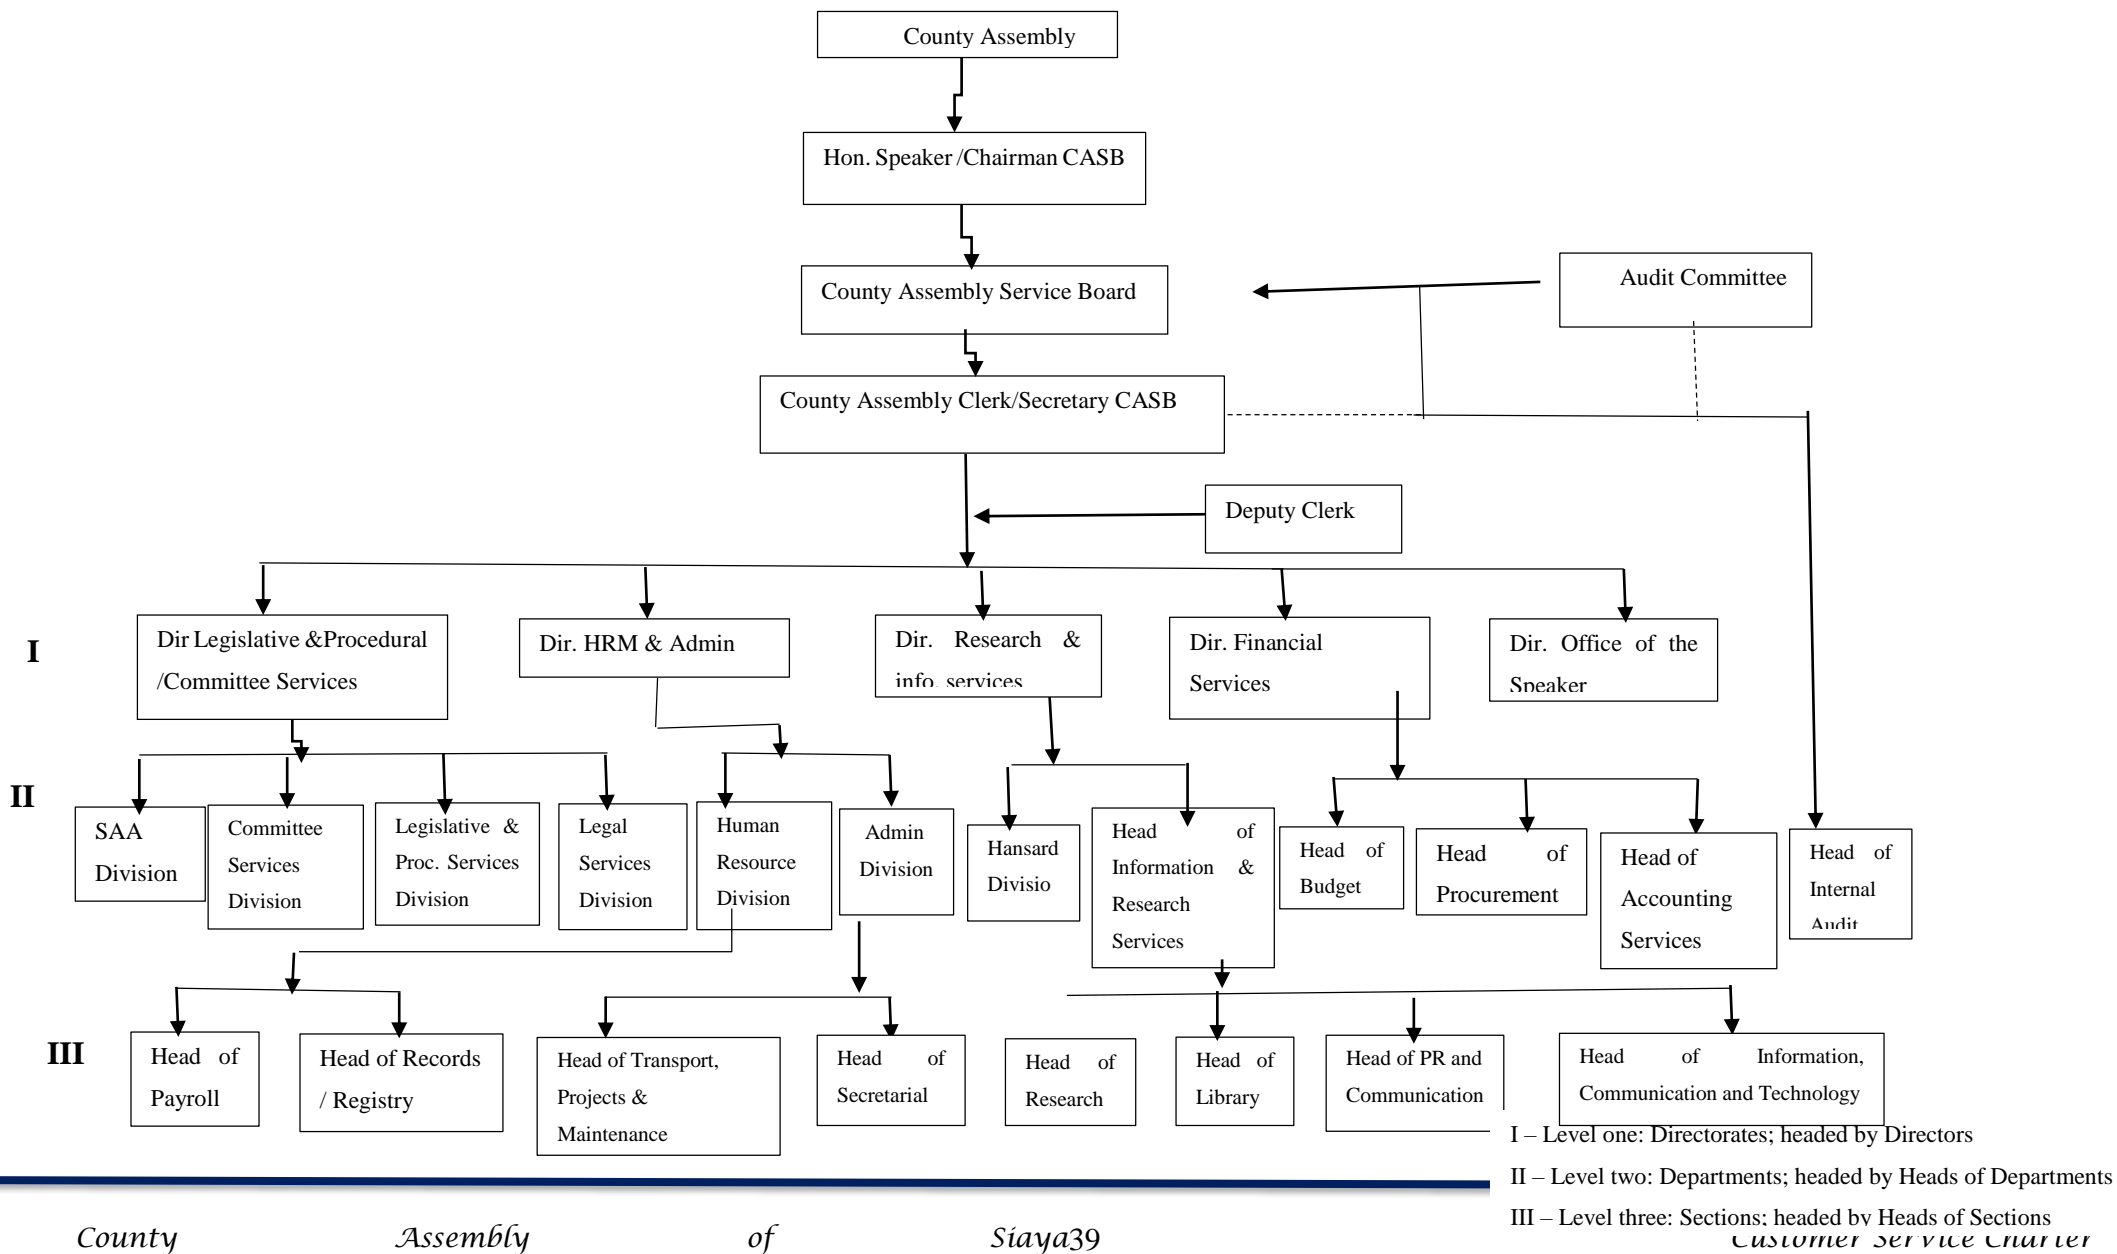 County Assembly
Hon. Speaker /Chairman CASB
County Assembly Service Board
Audit Committee
County Assembly Clerk/Secretary CASB
Deputy Clerk
I
Dir Legislative &Procedural
/Committee Services
Dir. HRM & Admin
Dir. Research &
info. services
Dir. Financial
Services
Dir. Office of the
Speaker
II
SAA
Division
Committee
Services
Division
Legislative &
Proc. Services
Division
Legal
Services
Division
Human
Resource
Division
Admin
Division
Hansard
Divisio
Head of
Information &
Research
Services
Head of
Budget
Head of
Procurement
Head of
Accounting
Services
Head of
Internal
Audit
III
Head of
Payroll
Head of Records
/ Registry
Head of Transport,
Projects &
Maintenance
Head of
Secretarial
Head of
Research
Head of
Library
Head of PR and
Communication
Head of Information,
Communication and Technology
I – Level one: Directorates; headed by Directors
II – Level two: Departments; headed by Heads of Departments
III – Level three: Sections; headed by Heads of Sections
County Assembly of Siaya39 Customer Service Charter